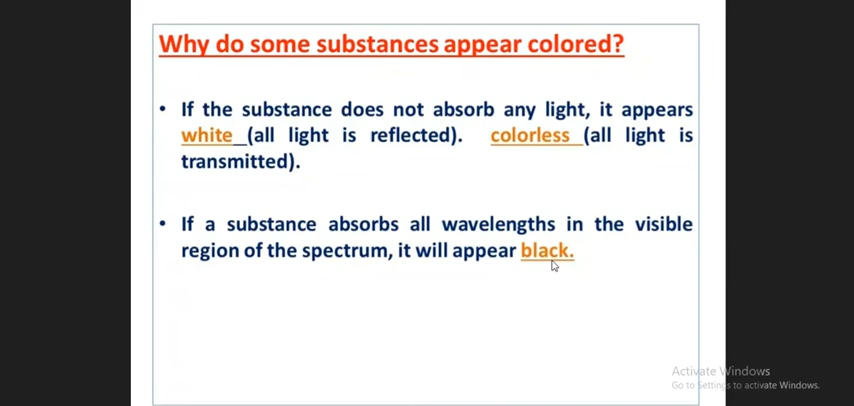 Why do some substances appear colored?
• If the substance does not absorb any light, it appears
white (all light is reflected). colorless (all light is
transmitted).
• If a substance absorbs all wavelengths in the visible
region of the spectrum, it will appear black.
Activate Windows
Go to Settings to activate Windows.